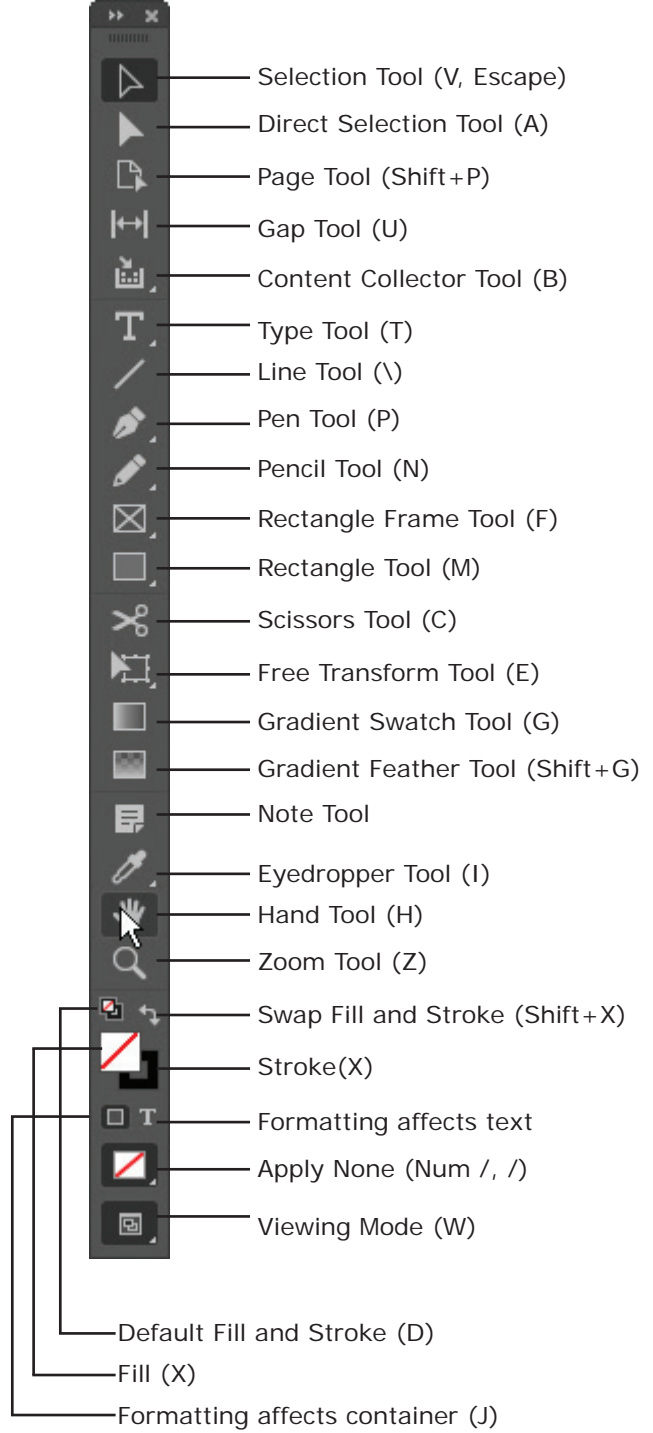 Selection Tool (V, Escape)
Direct Selection Tool (A)
Page Tool (Shift+P)
Gap Tool (U)
Content Collector Tool (B)
Type Tool (T)
Line Tool (\)
Pen Tool (P)
Pencil Tool (N)
Rectangle Frame Tool (F)
Rectangle Tool (M)
Scissors Tool (C)
Free Transform Tool (E)
Gradient Swatch Tool (G)
Gradient Feather Tool (Shift+G)
Note Tool
Eyedropper Tool (I)
Hand Tool (H)
Zoom Tool (Z)
Swap Fill and Stroke (Shift+X)
Stroke(X)
Formatting affects text
Apply None (Num /, /)
Viewing Mode (W)
Default Fill and Stroke (D)
Fill (X)
Formatting affects container (J)